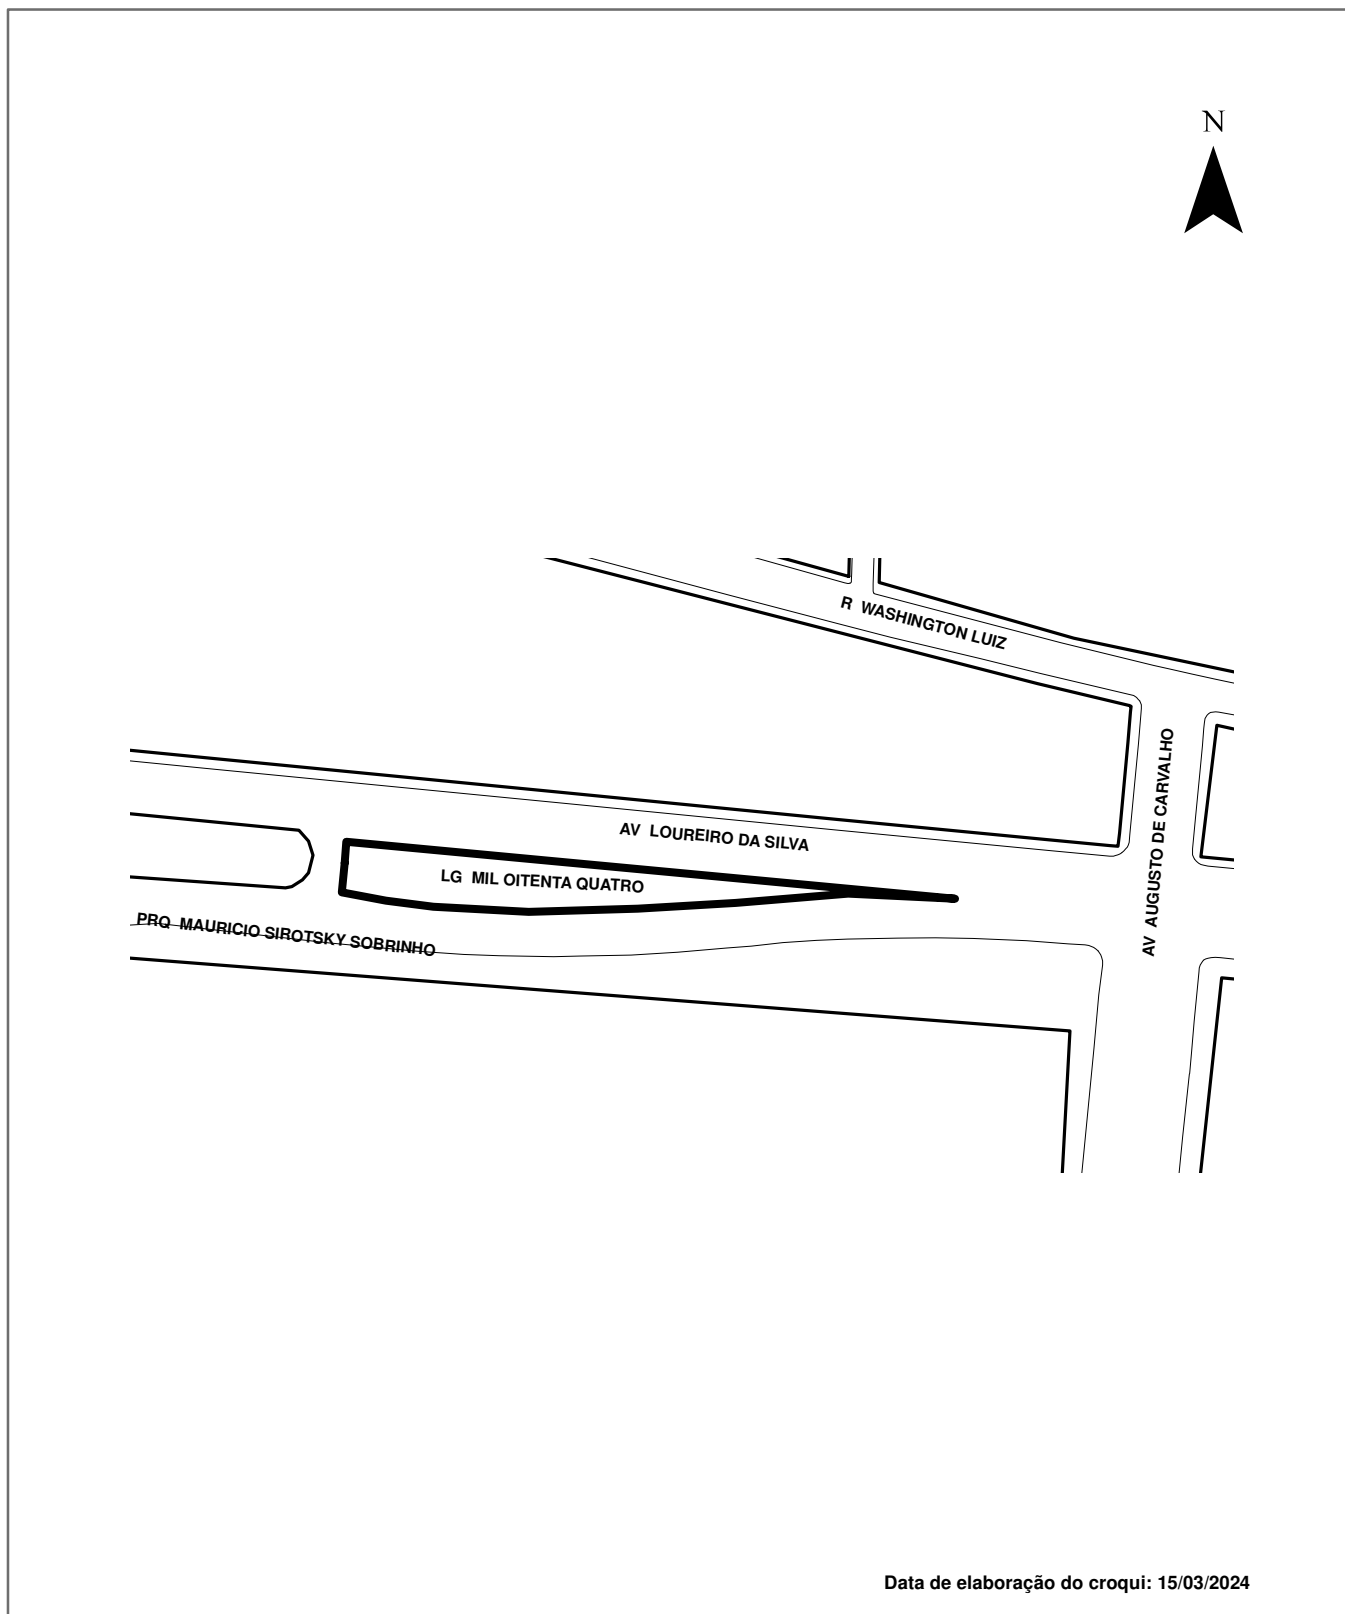 N
R WASHINGTON LUIZ
AV AUGUSTO DE CARVALHO
AV LOUREIRO DA SILVA
LG MIL OITENTA QUATRO
PRQ MAURICIO SIROTSKY SOBRINHO
Data de elaboração do croqui: 15/03/2024